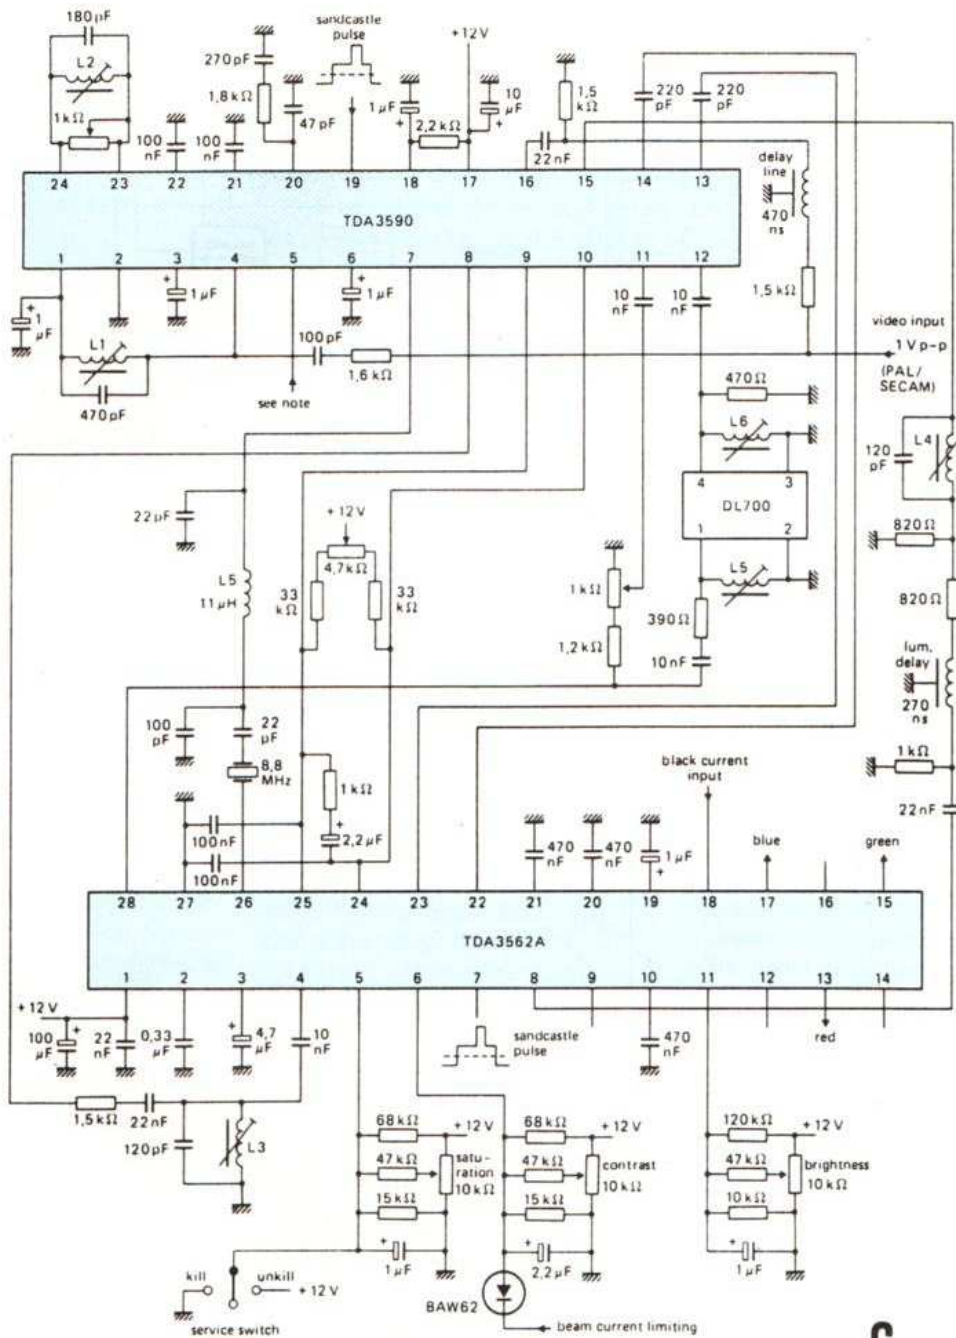 180 pF
L2
1 kΩ
100 nF
100 nF
270 pF
1,8 kΩ
47 pF
sandcastle pulse
1 µF
+12V
2,2 kΩ
10 µF
22 nF
1,5 kΩ
220 pF
220 pF
24 23 22 21 20 19 18 17 16 15 14 13
TDA3590
1 2 3 4 5 6 7 8 9 10 11 12
delay line
470 ns
1,5 kΩ
1 µF
L1
470 pF
1 µF
see note
100 pF
1,6 kΩ
1 µF
10 nF
10 nF
video input
1 V p-p
(PAL/
SECAM)
470 Ω
L6
4 3
DL700
1 2
L5
390 Ω
10 nF
L4
120 pF
820 Ω
820 Ω
lum. delay
270 ns
1 kΩ
22 nF
22 pF
L5
11 µH
+12 V
4,7 kΩ
33 kΩ
33 kΩ
1 kΩ
1,2 kΩ
100 pF
22 pF
8,8 MHz
1 kΩ
2,2 µF
100 nF
100 nF
470 nF
470 nF
1 µF
black current input
blue
green
28 27 26 25 24 23 22 21 20 19 18 17 16 15
TDA3562A
1 2 3 4 5 6 7 8 9 10 11 12 13 14
+12 V
100 µF
22 nF
0,33 µF
4,7 µF
10 nF
sandcastle pulse
470 nF
red
1,5 kΩ
22 nF
120 pF
L3
68 kΩ
+12 V
47 kΩ
satu-
ration
10 kΩ
15 kΩ
1 µF
68 kΩ
+12 V
47 kΩ
contrast
10 kΩ
15 kΩ
2,2 µF
120 kΩ
+12 V
47 kΩ
brightness
10 kΩ
10 kΩ
1 µF
kill
unkill
+12 V
service switch
BAW62
beam current limiting